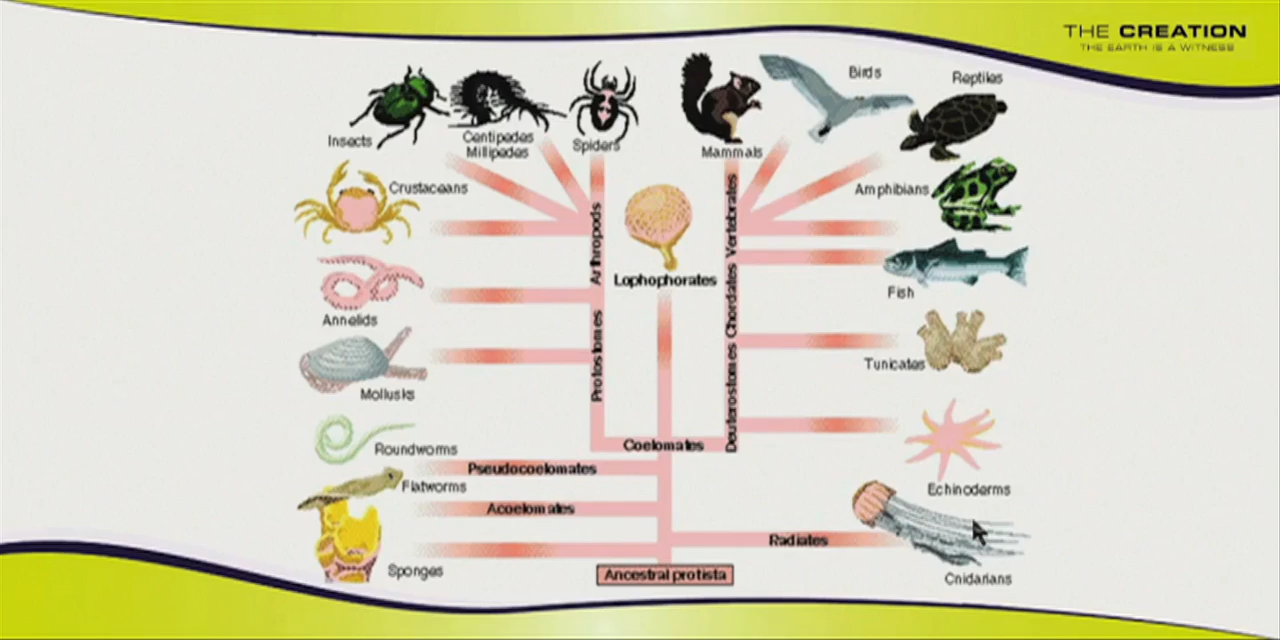 THE CREATION
THE EARTH IS A WITNESS
Birds
Reptiles
Insects
Centipedes
Millipedes
Spiders
Mammals
Crustaceans
Amphibians
Arthropods
Chordates Vertebrates
Lophophorates
Fish
Annelids
Protostomes
Deuterostomes
Tunicates
Mollusks
Roundworms
Coelomates
Pseudocoelomates
Flatworms
Echinoderms
Acoelomates
Radiates
Sponges
Ancestral protista
Cnidarians